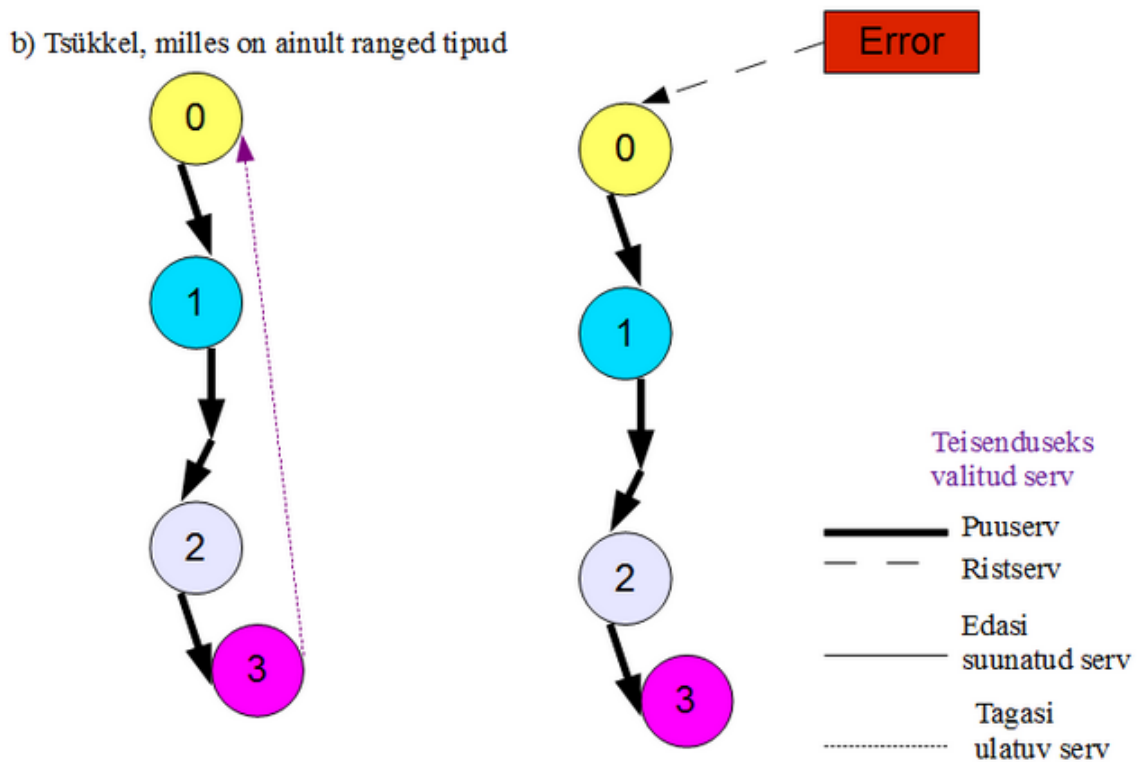 b) Tsükkel, milles on ainult ranged tipud
Error
0
1
2
3
0
1
2
3
Teisenduseks
valitud serv
Puuserv
Ristserv
Edasi
suunatud serv
Tagasi
ulatuv serv